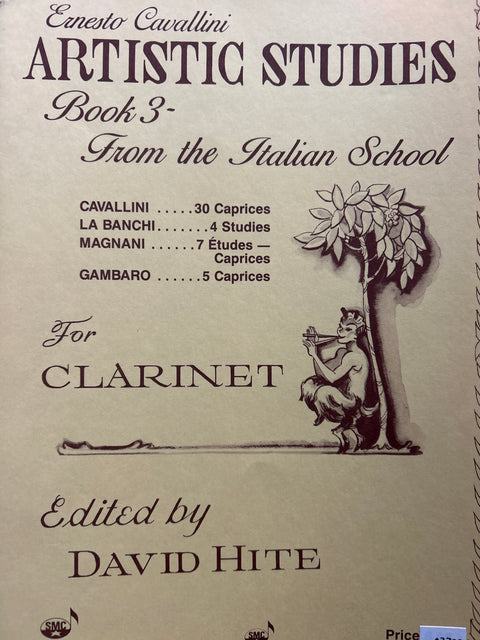 Ernesto Cavallini
ARTISTIC STUDIES
Book 3-
From the Italian School
CAVALLINI .....30 Caprices
LA BANCHI.......4 Studies
MAGNANI ......7 Études —
Caprices
GAMBARO .....5 Caprices
For
CLARINET
Edited by
DAVID HITE
SMC
SMC
Price